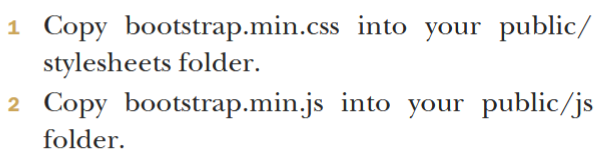 1 Copy bootstrap.min.css into your public/
stylesheets folder.
2 Copy bootstrap.min.js into your public/js
folder.